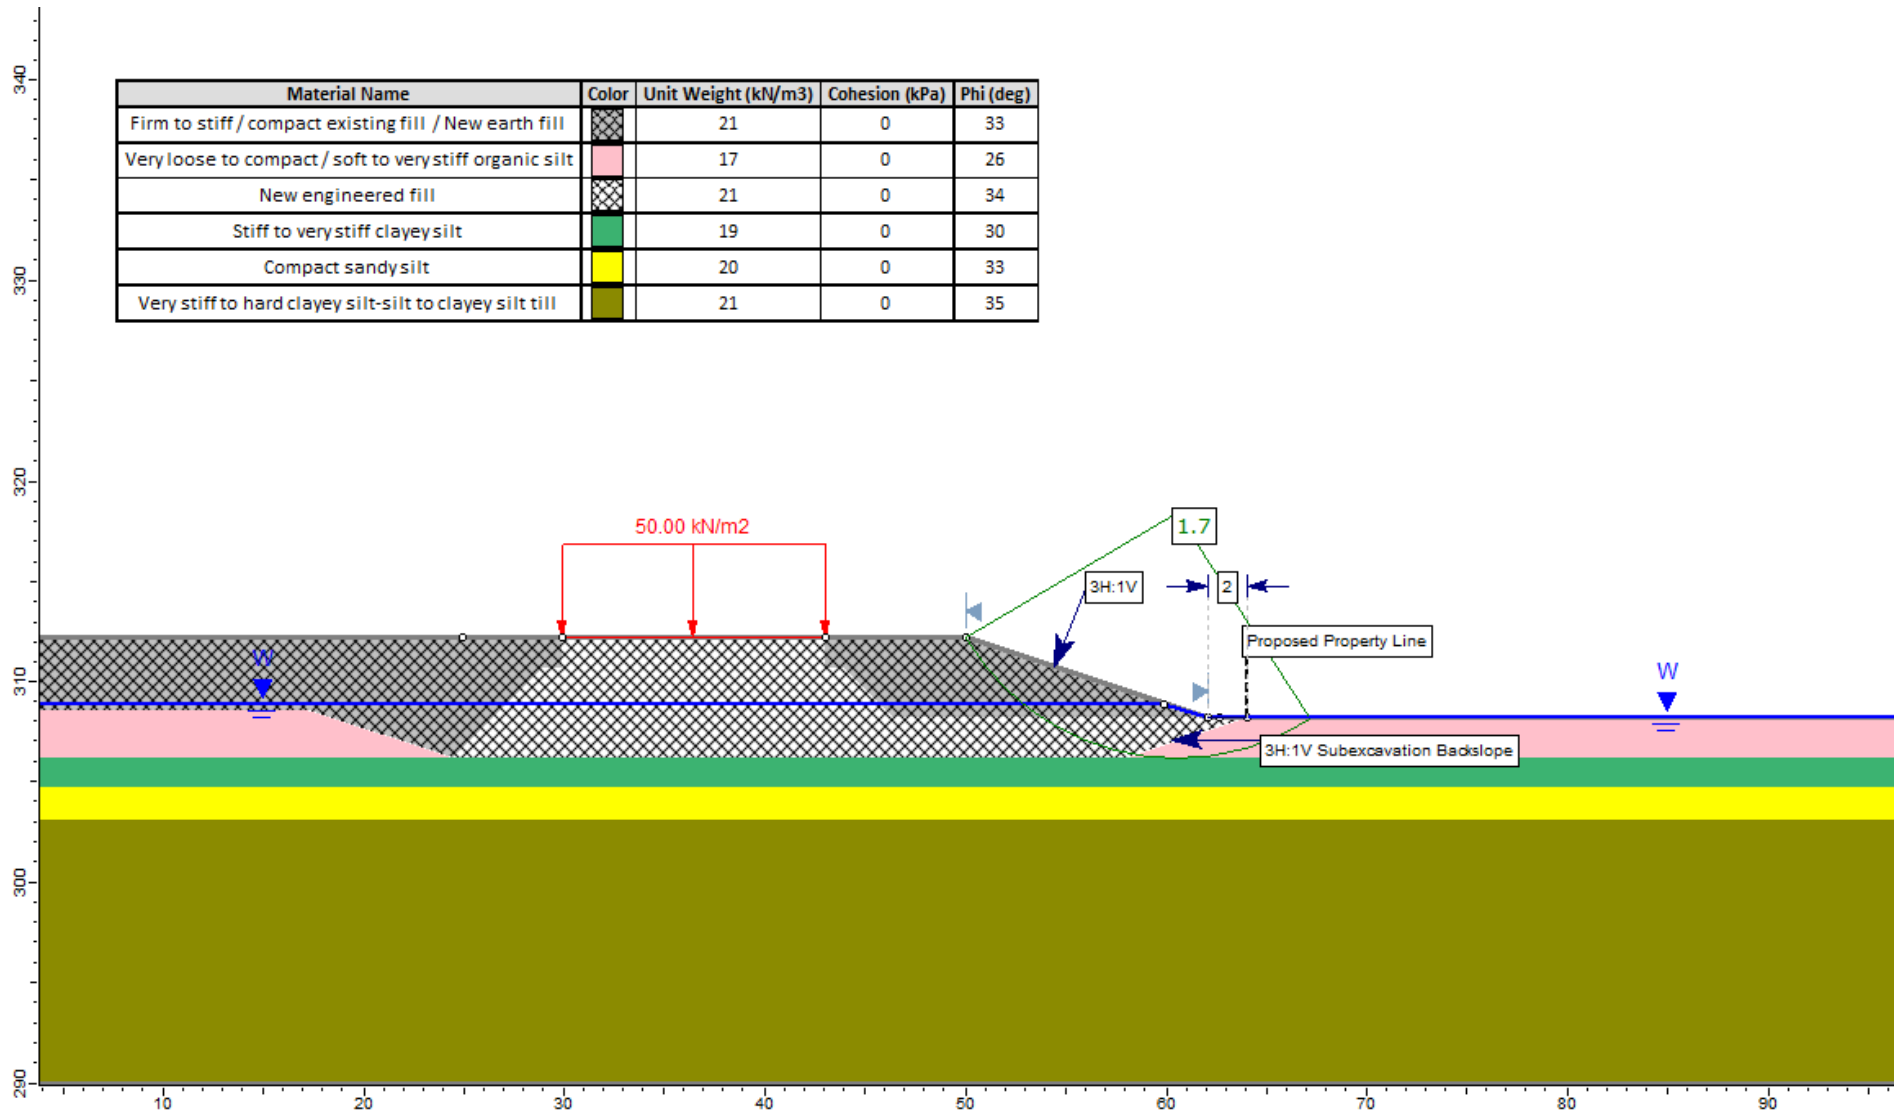 340
330
320
310
300
290
Material Name Color Unit Weight (kN/m3) Cohesion (kPa) Phi (deg)
Firm to stiff / compact existing fill / New earth fill 21 0 33
Very loose to compact / soft to very stiff organic silt 17 0 26
New engineered fill 21 0 34
Stiff to very stiff clayey silt 19 0 30
Compact sandy silt 20 0 33
Very stiff to hard clayey silt-silt to clayey silt till 21 0 35
50.00 kN/m2
1.7
3H:1V
2
Proposed Property Line
W
W
3H:1V Subexcavation Backslope
10 20 30 40 50 60 70 80 90